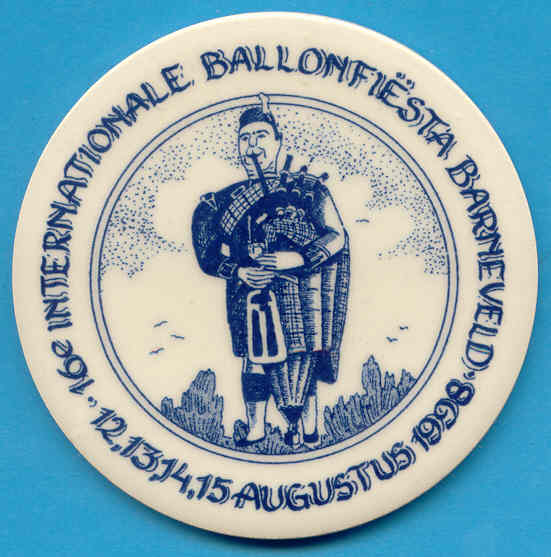 "16e INTERNATIONALE BALLONFIËSTA BARNEVELD"
12,13,14,15 AUGUSTUS 1998